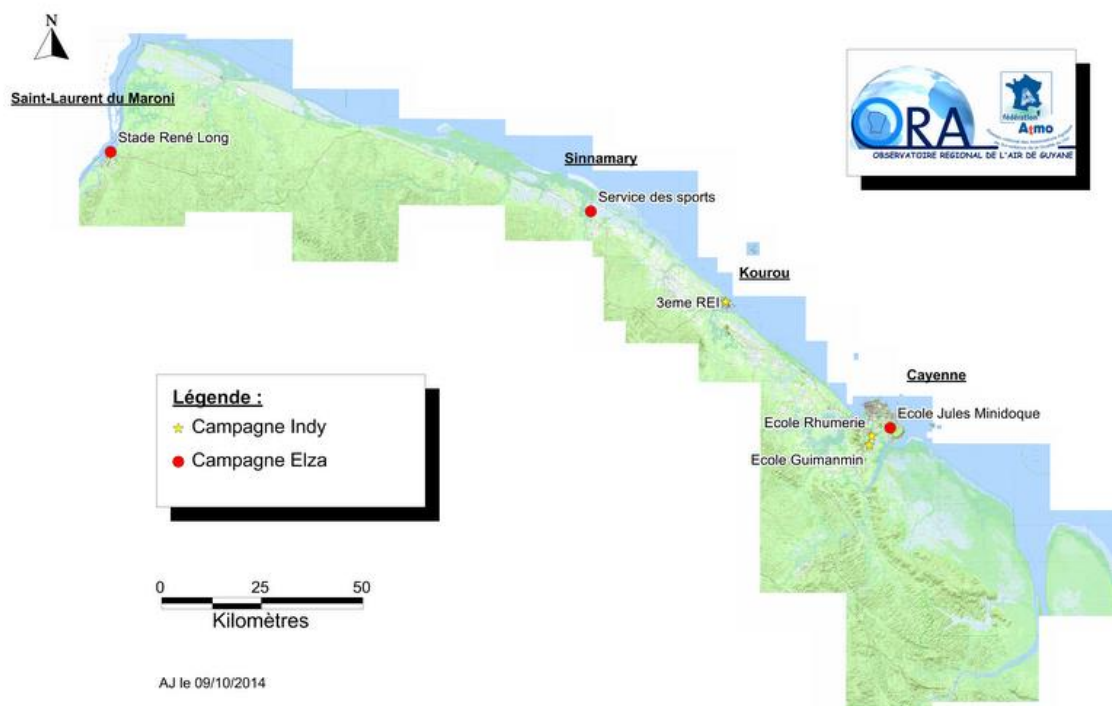 N
Saint-Laurent du Maroni
Stade René Long
Sinnamary
Service des sports
Kourou
3eme REI
Cayenne
Ecole Rhumerie
Ecole Jules Minidoque
Ecole Guimanmin
ORA
OBSERVATOIRE REGIONAL DE L'AIR DE GUYANE
fédération
Atmo
Légende :
Campagne Indy
Campagne Elza
0 25 50
Kilomètres
AJ le 09/10/2014